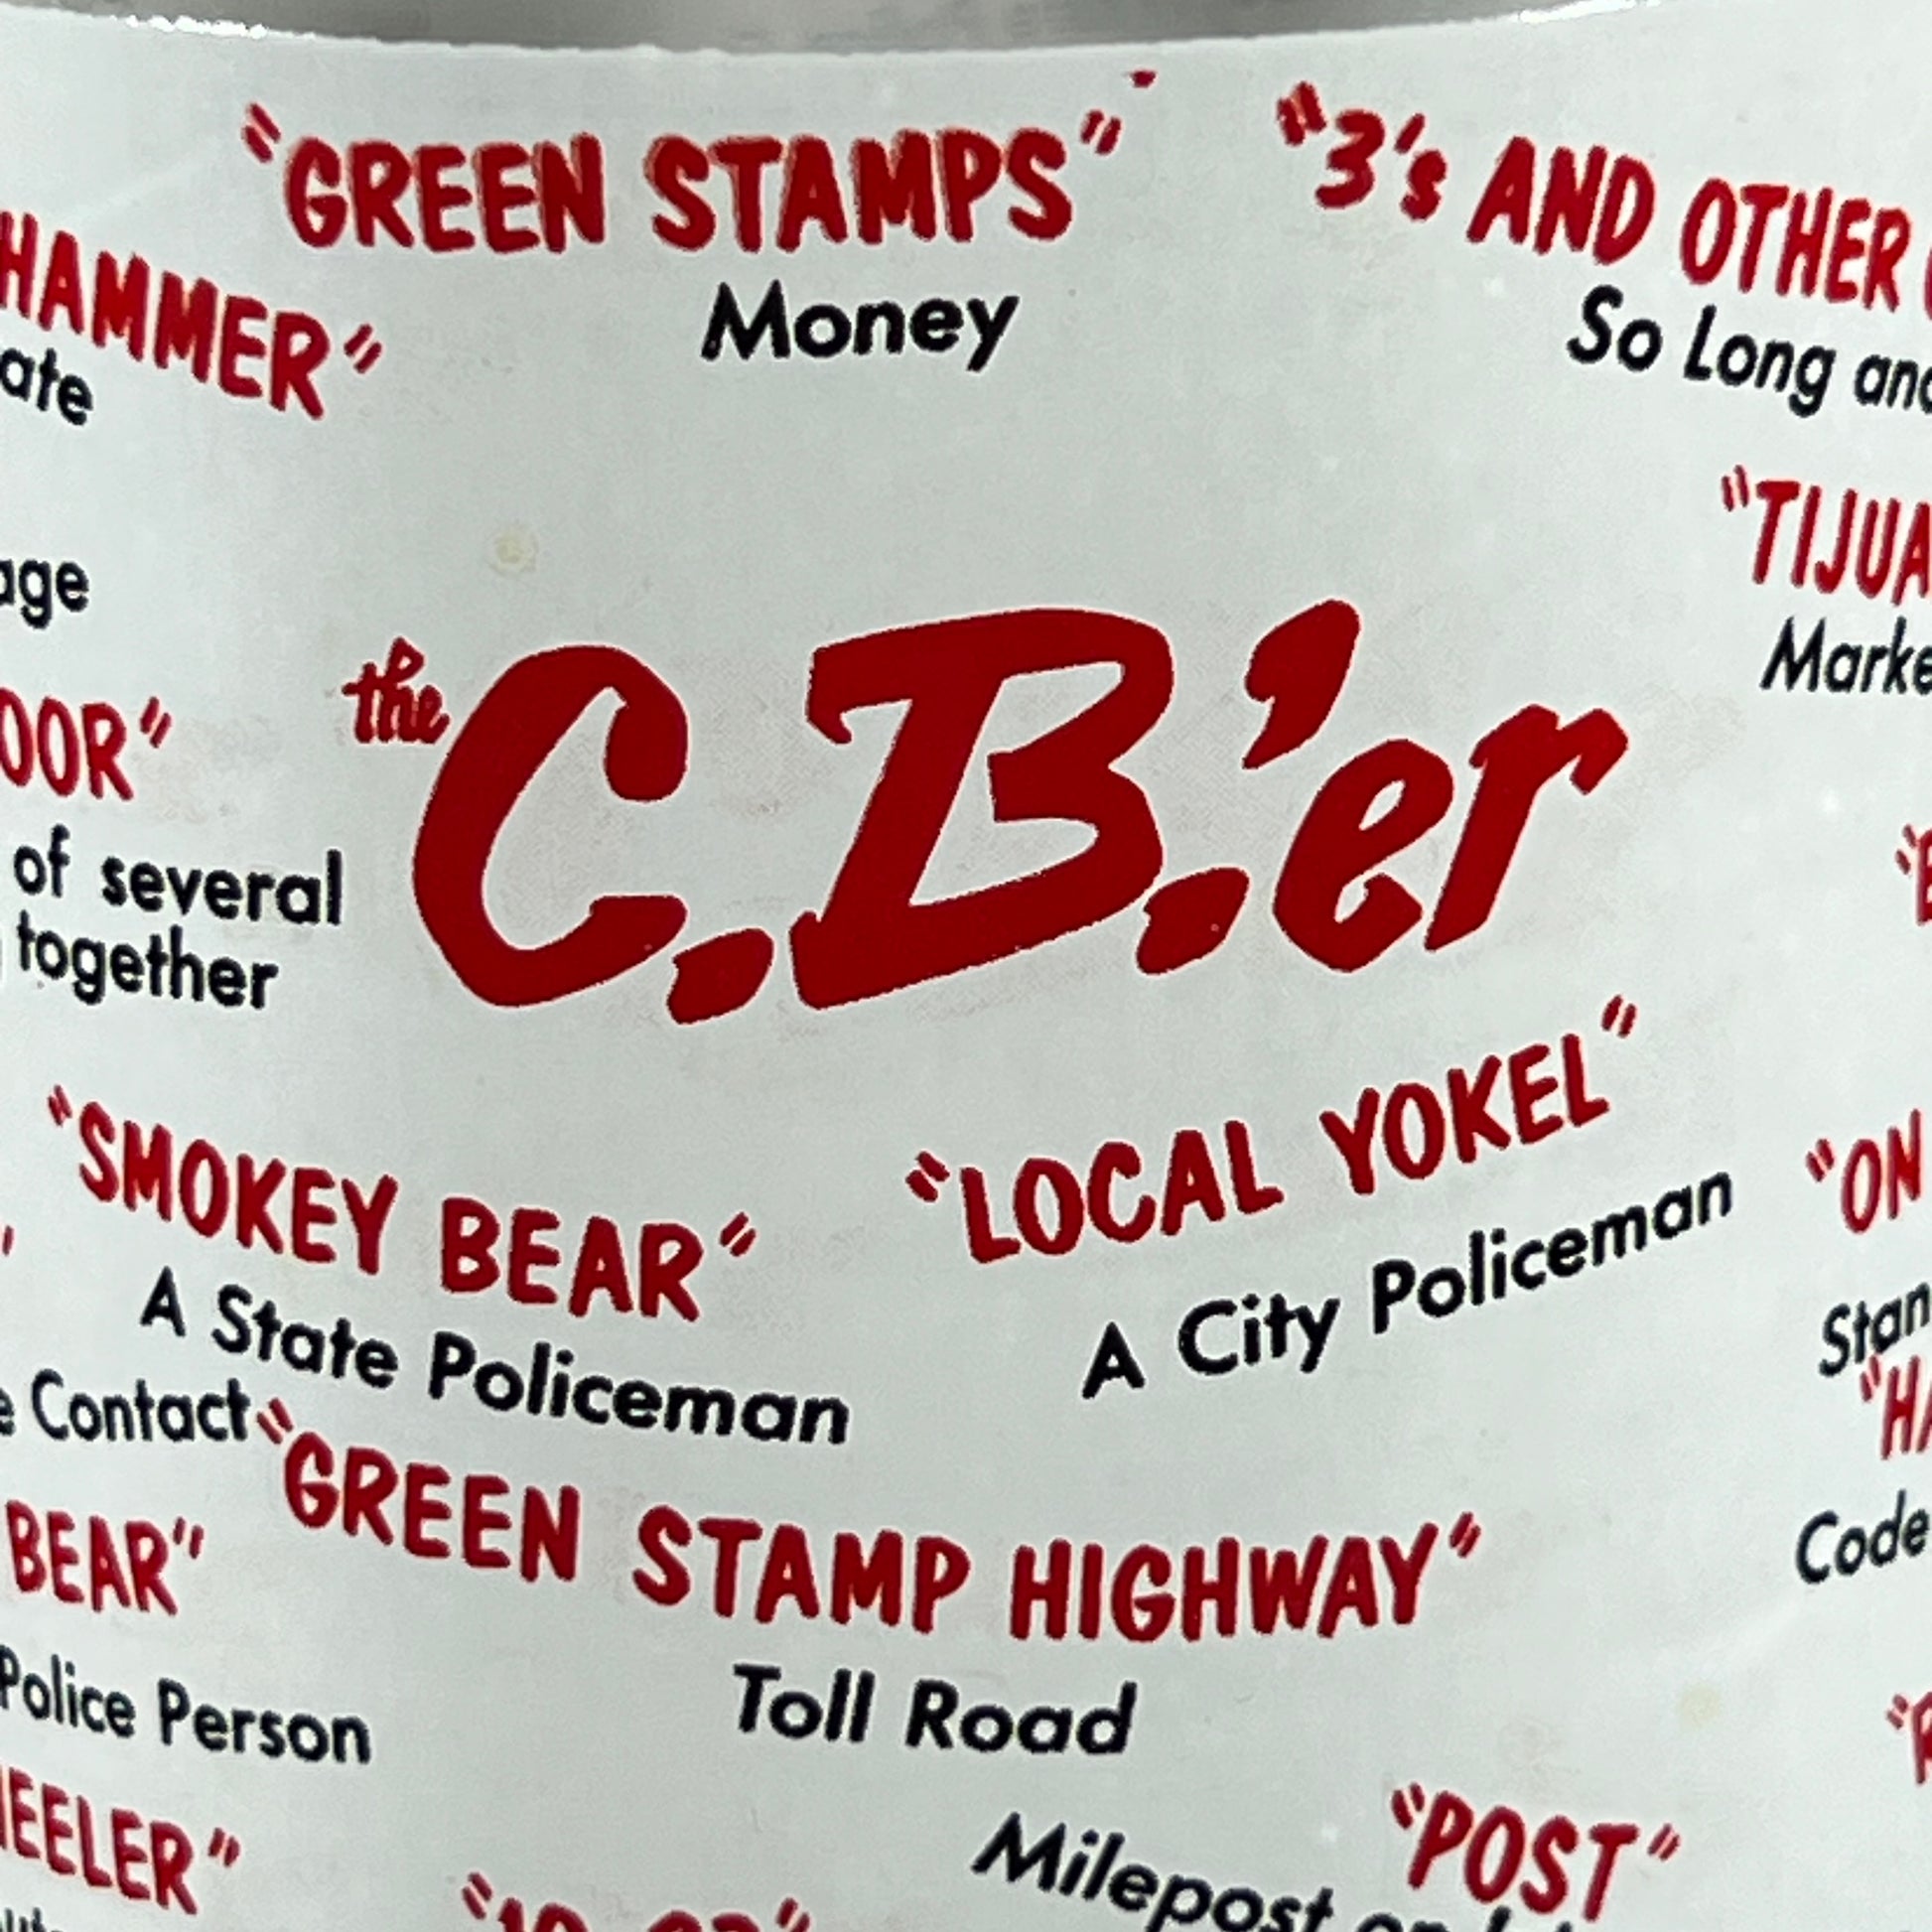 "GREEN STAMPS"
Money
"3's AND OTHER
So Long and
HAMMER"
"TIJUA
Marke
OOR"
of several
together
the C.B.'er
"SMOKEY BEAR"
A State Policeman
"LOCAL YOKEL"
A City Policeman
"ON
Stan
Contact
"GREEN STAMP HIGHWAY"
Toll Road
"HA
Code
BEAR"
Police Person
EELER"
"POST"
Milepost